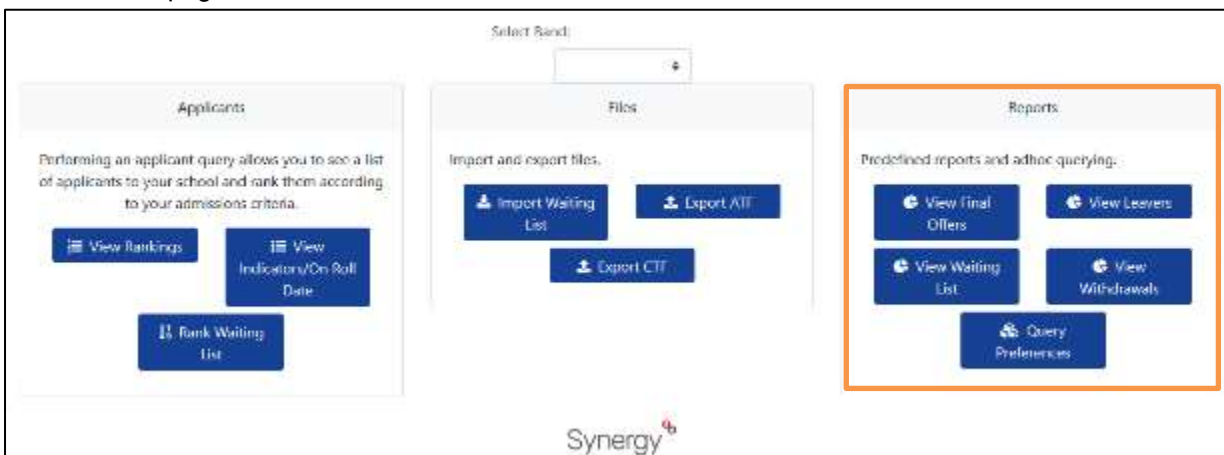 Select Band:
Applicants
Performing an applicant query allows you to see a list
of applicants to your school and rank them according
to your admissions criteria.
View Rankings
View
Indicators/On Roll
Date
Rank Waiting
List
Files
Import and export files.
Import Waiting
List
Export ATF
Export CTF
Reports
Predefined reports and adhoc querying.
View Final
Offers
View Leavers
View Waiting
List
View
Withdrawals
Query
Preferences
Synergy